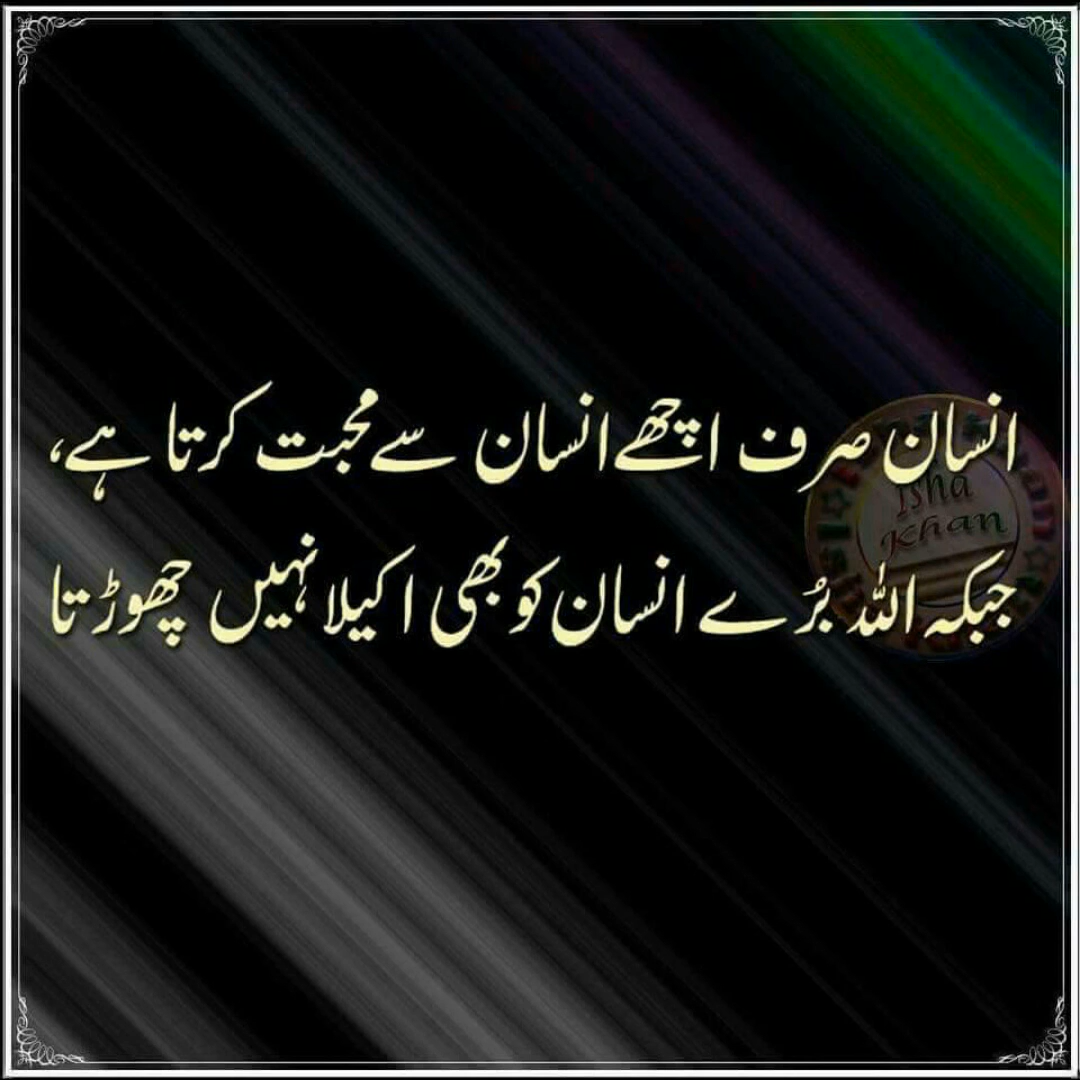 انسان صرف اچھے انسان سے محبت کرتا ہے،
جبکہ اللہ بُرے انسان کو بھی اکیلا نہیں چھوڑتا
Isha
Khan